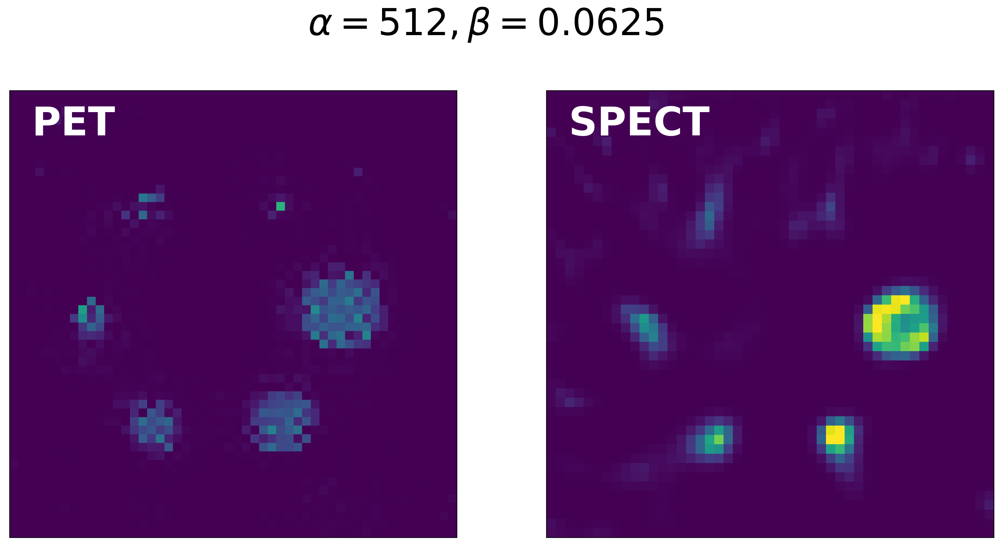 α = 512, β = 0.0625
PET
SPECT